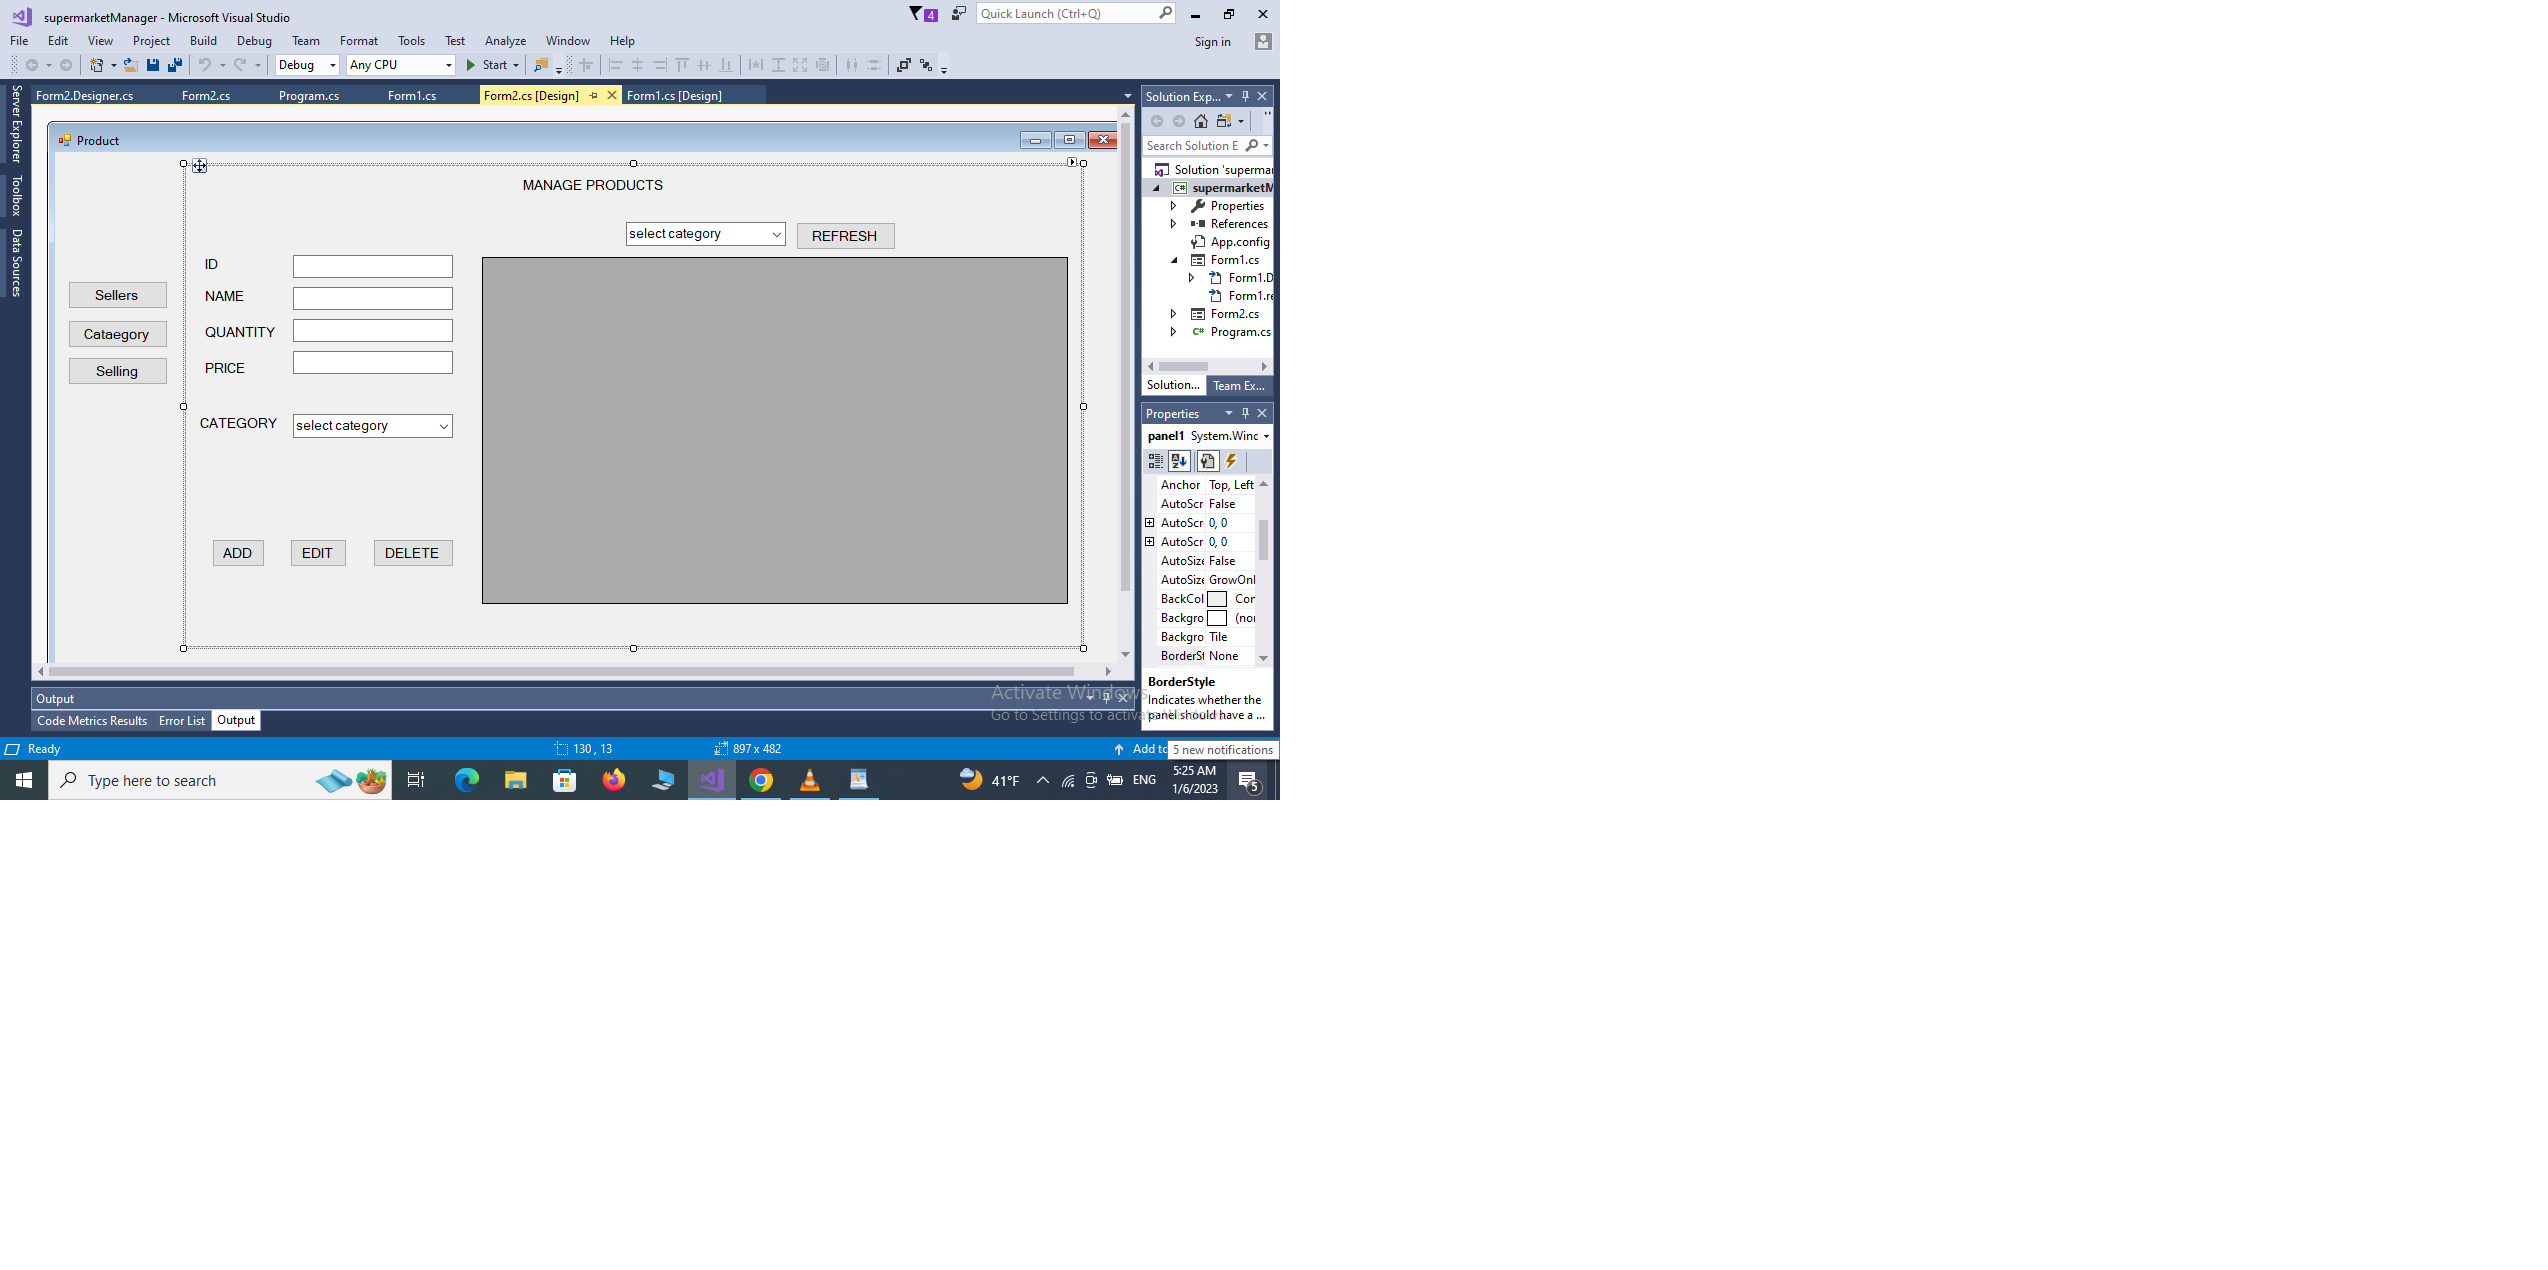 supermarketManager - Microsoft Visual Studio
4
Quick Launch (Ctrl+Q)
File Edit View Project Build Debug Team Format Tools Test Analyze Window Help
Sign in
Debug Any CPU Start
Form2.Designer.cs Form2.cs Program.cs Form1.cs Form2.cs [Design] Form1.cs [Design]
Server Explorer
Toolbox
Data Sources
Product
MANAGE PRODUCTS
select category REFRESH
ID
NAME
QUANTITY
PRICE
CATEGORY select category
Sellers
Cataegory
Selling
ADD EDIT DELETE
Solution Exp...
Search Solution E
Solution 'supermar
supermarketM
Properties
References
App.config
Form1.cs
Form1.D
Form1.re
Form2.cs
Program.cs
Solution... Team Ex...
Properties
panel1 System.Winc
Anchor Top, Left
AutoScr False
AutoScr 0, 0
AutoScr 0, 0
AutoSize False
AutoSize GrowOnl
BackCol Con
Backgro (nor
Backgro Tile
BorderSt None
BorderStyle
Indicates whether the
panel should have a ...
Output
Code Metrics Results Error List Output
Activate Windows
Go to Settings to activate Windows.
Ready 130 , 13 897 x 482 Add to
5 new notifications
Type here to search
41°F ENG
5:25 AM
1/6/2023
5